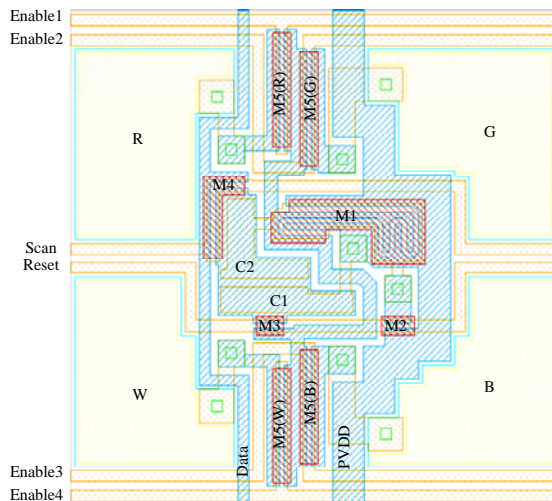 Enable1
Enable2
M5(R)
M5(G)
R
G
M4
M1
Scan
Reset
C2
C1
M3
M2
W
B
M5(W)
M5(B)
Data
PVDD
Enable3
Enable4